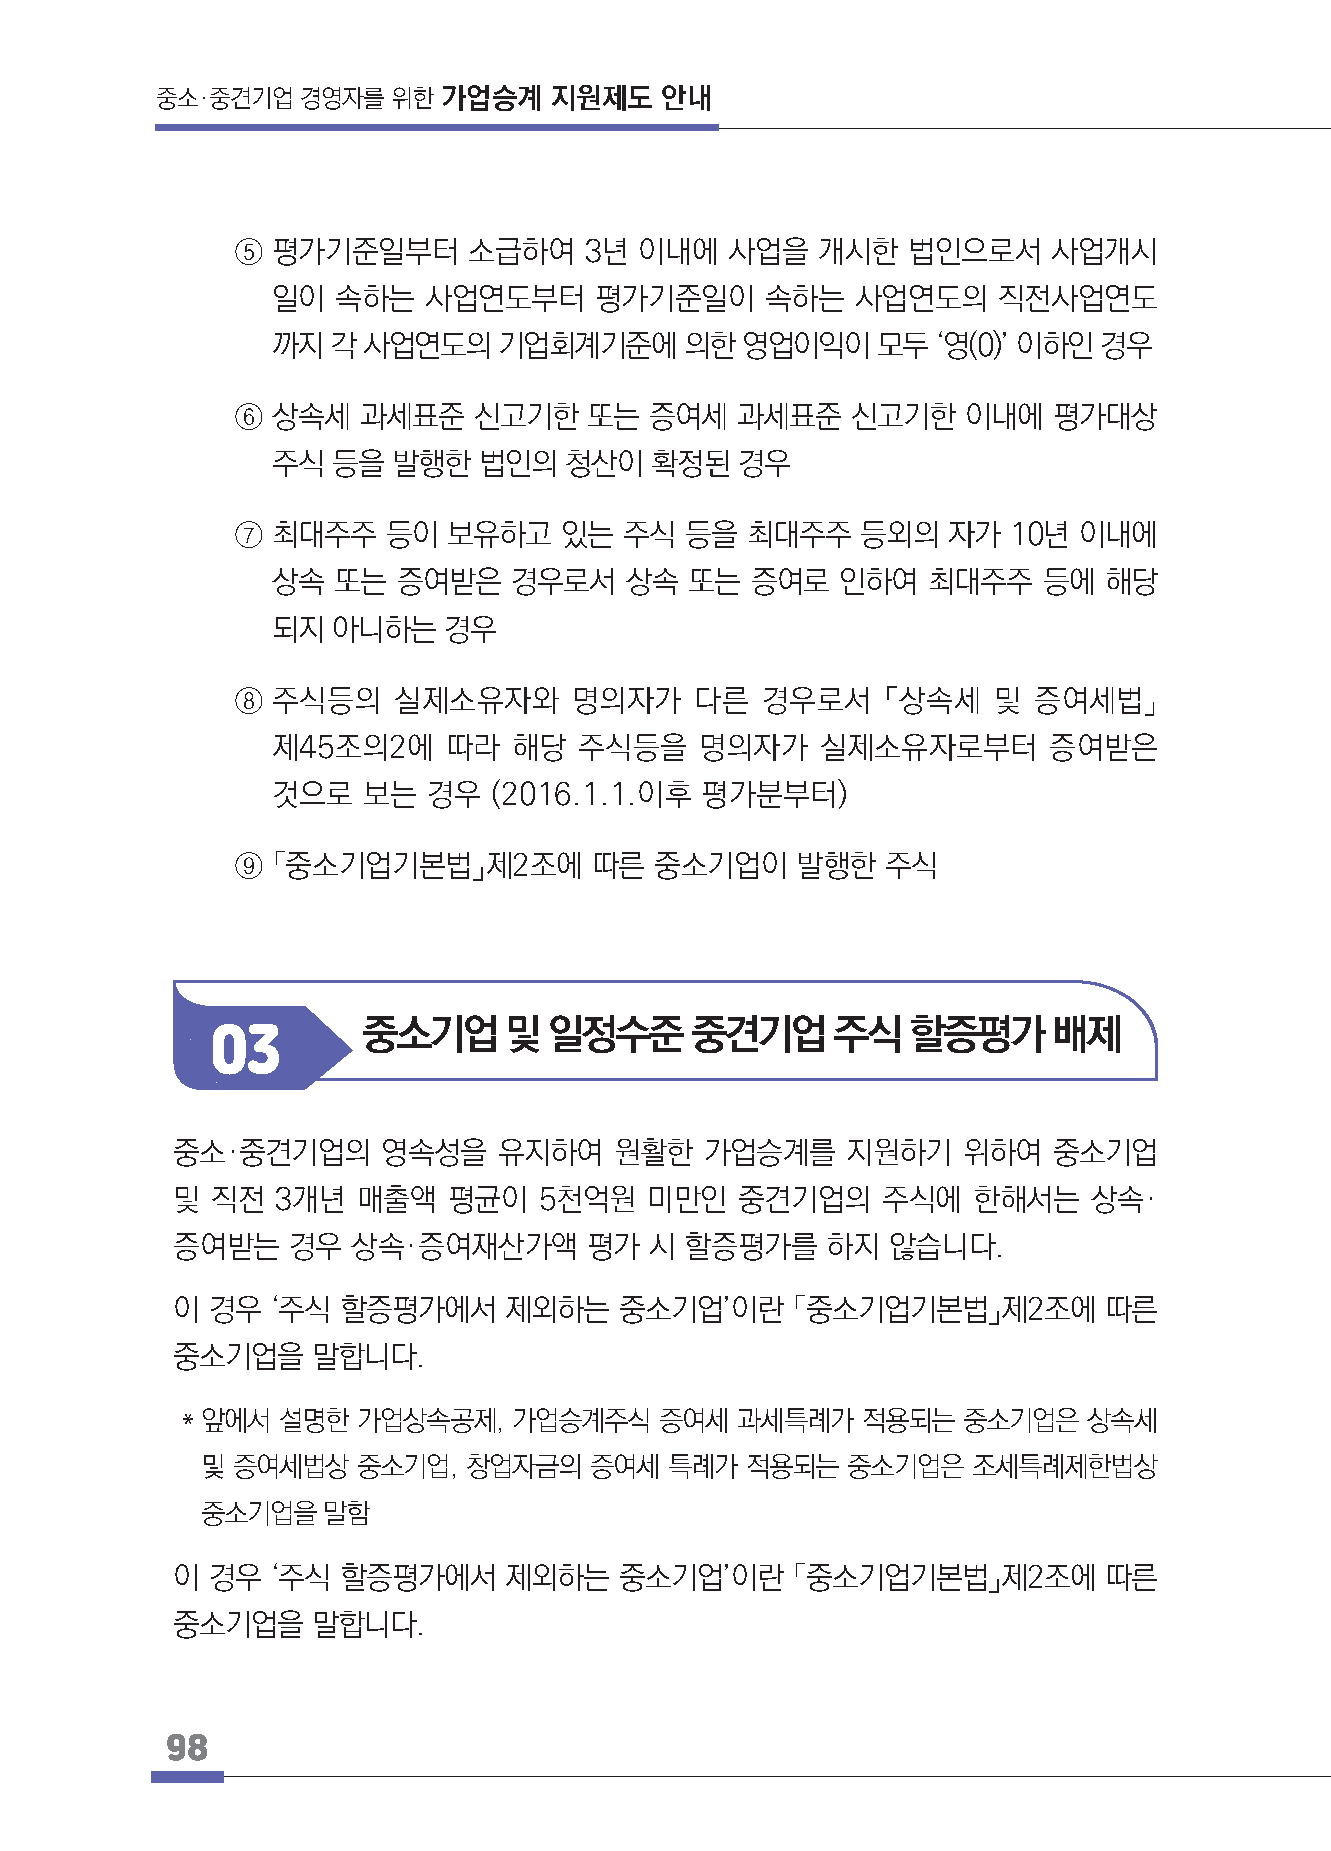 중소·중견기업 경영자를 위한 가업승계 지원제도 안내
⑤ 평가기준일부터 소급하여 3년 이내에 사업을 개시한 법인으로서 사업개시
일이 속하는 사업연도부터 평가기준일이 속하는 사업연도의 직전사업연도
까지 각 사업연도의 기업회계기준에 의한 영업이익이 모두 ‘영(0)’ 이하인 경우
⑥ 상속세 과세표준 신고기한 또는 증여세 과세표준 신고기한 이내에 평가대상
주식 등을 발행한 법인의 청산이 확정된 경우
⑦ 최대주주 등이 보유하고 있는 주식 등을 최대주주 등외의 자가 10년 이내에
상속 또는 증여받은 경우로서 상속 또는 증여로 인하여 최대주주 등에 해당
되지 아니하는 경우
⑧ 주식등의 실제소유자와 명의자가 다른 경우로서 「상속세 및 증여세법」
제45조의2에 따라 해당 주식등을 명의자가 실제소유자로부터 증여받은
것으로 보는 경우 (2016.1.1.이후 평가분부터)
⑨ 「중소기업기본법」제2조에 따른 중소기업이 발행한 주식
03 중소기업 및 일정수준 중견기업 주식 할증평가 배제
중소·중견기업의 영속성을 유지하여 원활한 가업승계를 지원하기 위하여 중소기업
및 직전 3개년 매출액 평균이 5천억원 미만인 중견기업의 주식에 한해서는 상속·
증여받는 경우 상속·증여재산가액 평가 시 할증평가를 하지 않습니다.
이 경우 ‘주식 할증평가에서 제외하는 중소기업’이란 「중소기업기본법」제2조에 따른
중소기업을 말합니다.
* 앞에서 설명한 가업상속공제, 가업승계주식 증여세 과세특례가 적용되는 중소기업은 상속세
및 증여세법상 중소기업, 창업자금의 증여세 특례가 적용되는 중소기업은 조세특례제한법상
중소기업을 말함
이 경우 ‘주식 할증평가에서 제외하는 중소기업’이란 「중소기업기본법」제2조에 따른
중소기업을 말합니다.
98